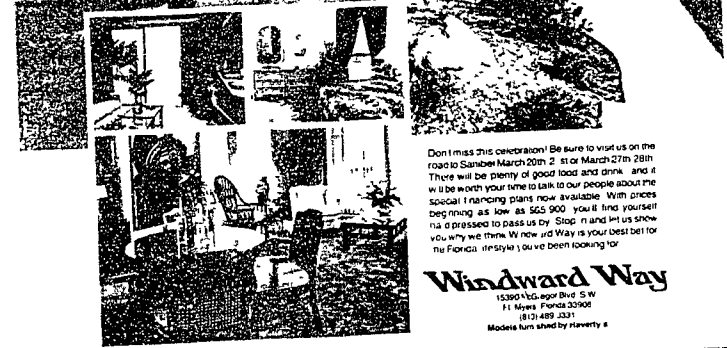 Don't miss this celebration! Be sure to visit us on the
road to Sanibel March 20th 21st or March 27th 28th
There will be plenty of good food and drink and it
will be worth your time to talk to our people about the
special financing plans now available With prices
beginning as low as $65,900 you'll find yourself
hard pressed to pass us by Stop in and let us show
you why we think Windward Way is your best bet for
the Florida lifestyle you've been looking for
Windward Way
15390 McGregor Blvd S W
Ft Myers Florida 33908
(813) 489 3331
Models furnished by Haverty's